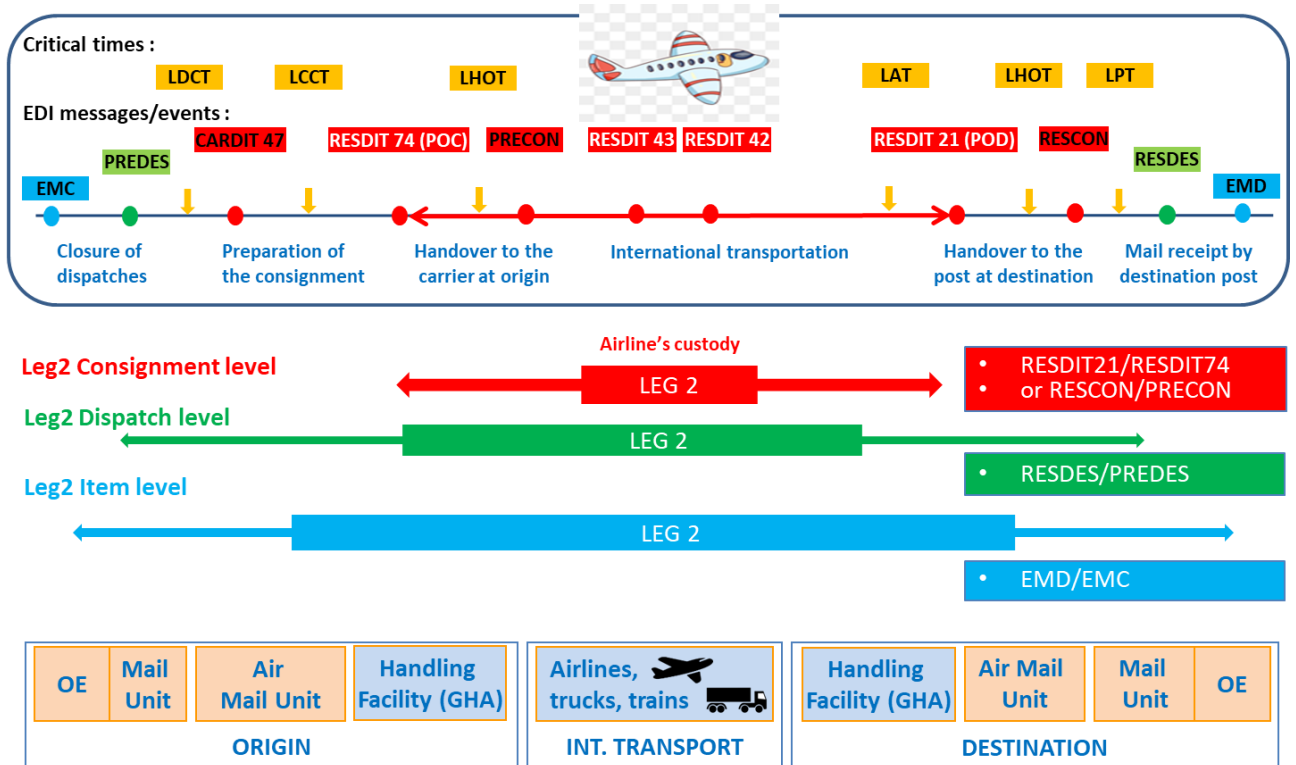 Critical times :
LDCT
LCCT
LHOT
LAT
LHOT
LPT
EDI messages/events :
CARDIT 47
RESDIT 74 (POC)
PRECON
RESDIT 43
RESDIT 42
RESDIT 21 (POD)
RESCON
PREDES
RESDES
EMC
EMD
Closure of
dispatches
Preparation of
the consignment
Handover to the
carrier at origin
International transportation
Handover to the
post at destination
Mail receipt by
destination post
Airline's custody
Leg2 Consignment level
LEG 2
• RESDIT21/RESDIT74
• or RESCON/PRECON
Leg2 Dispatch level
LEG 2
• RESDES/PREDES
Leg2 Item level
LEG 2
• EMD/EMC
OE
Mail
Unit
Air
Mail Unit
Handling
Facility (GHA)
ORIGIN
Airlines,
trucks, trains
INT. TRANSPORT
Handling
Facility (GHA)
Air Mail
Unit
Mail
Unit
OE
DESTINATION